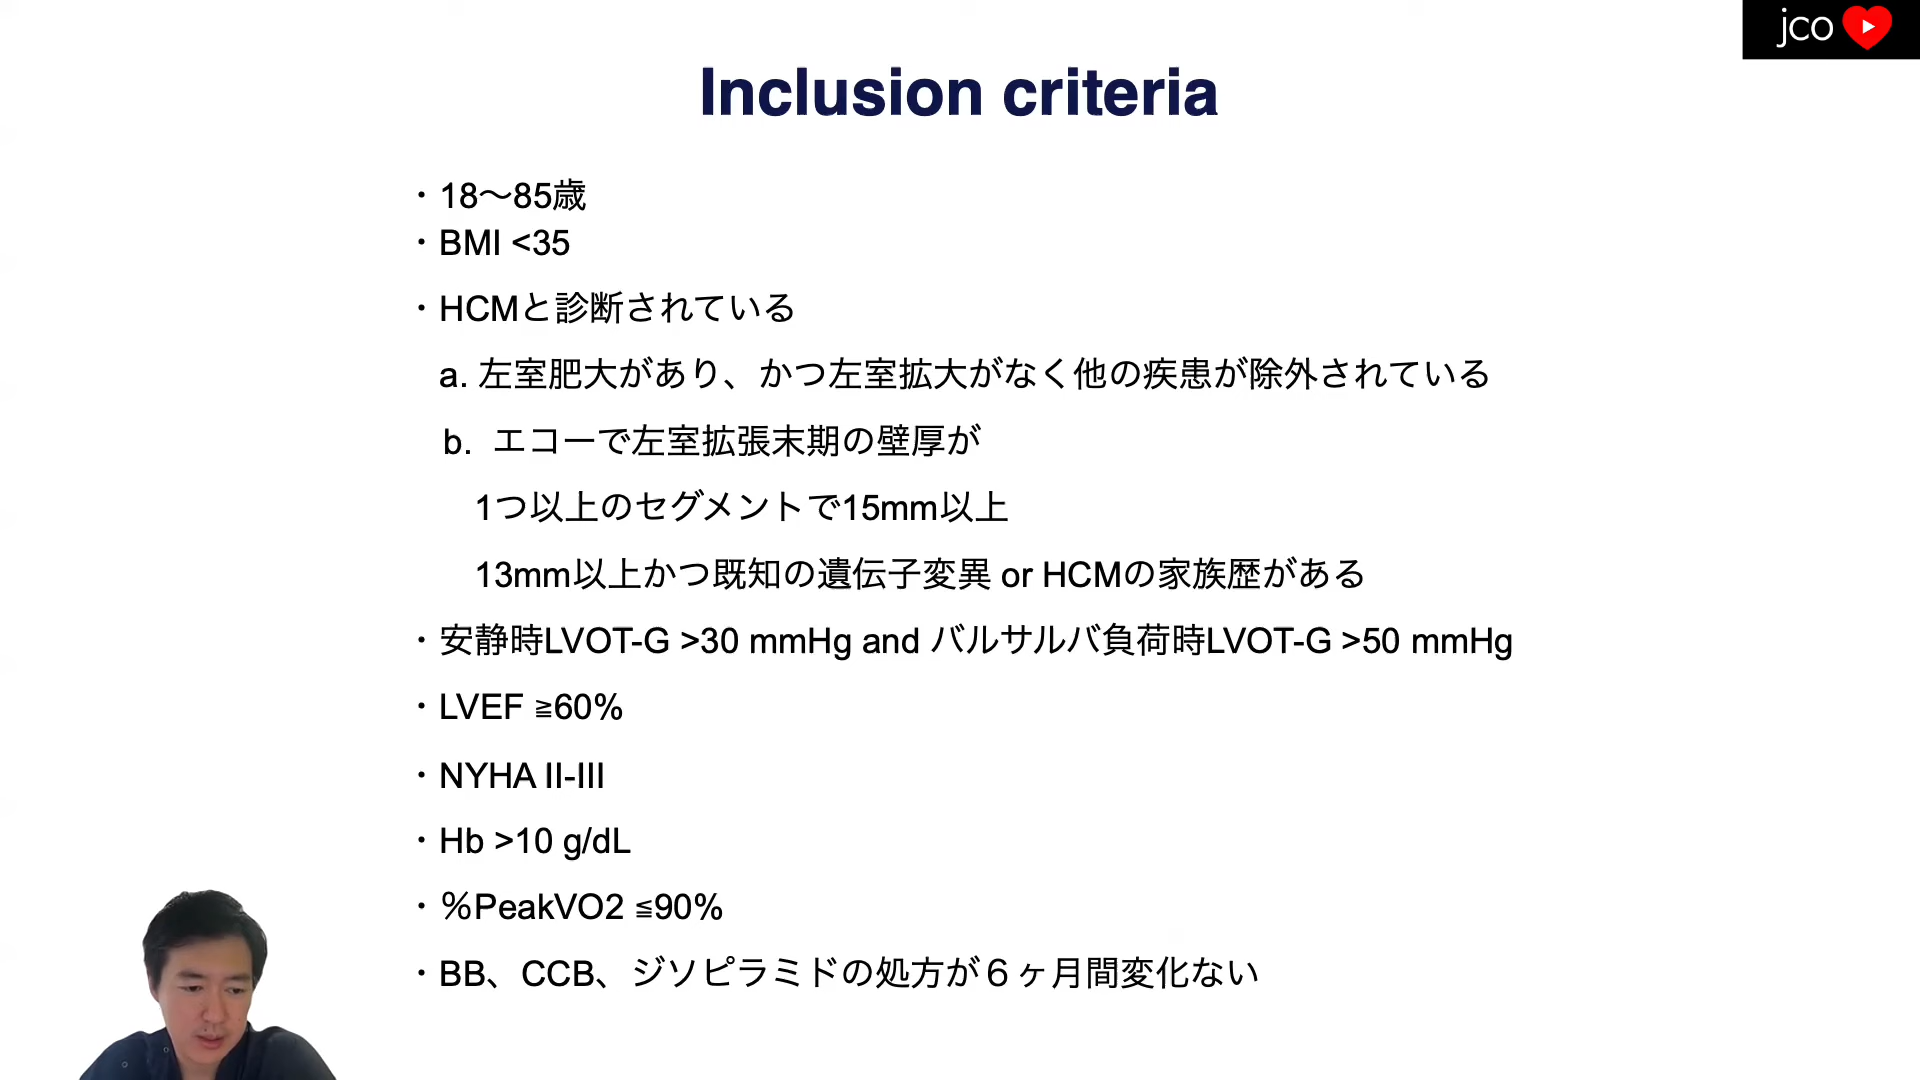 jco
Inclusion criteria
・18〜85歳
・BMI <35
・HCMと診断されている
a. 左室肥大があり、かつ左室拡大がなく他の疾患が除外されている
b. エコーで左室拡張末期の壁厚が
1つ以上のセグメントで15mm以上
13mm以上かつ既知の遺伝子変異 or HCMの家族歴がある
・安静時LVOT-G >30 mmHg and バルサルバ負荷時LVOT-G >50 mmHg
・LVEF ≧60%
・NYHA II-III
・Hb >10 g/dL
・％PeakVO2 ≦90%
・BB、CCB、ジソピラミドの処方が６ヶ月間変化ない